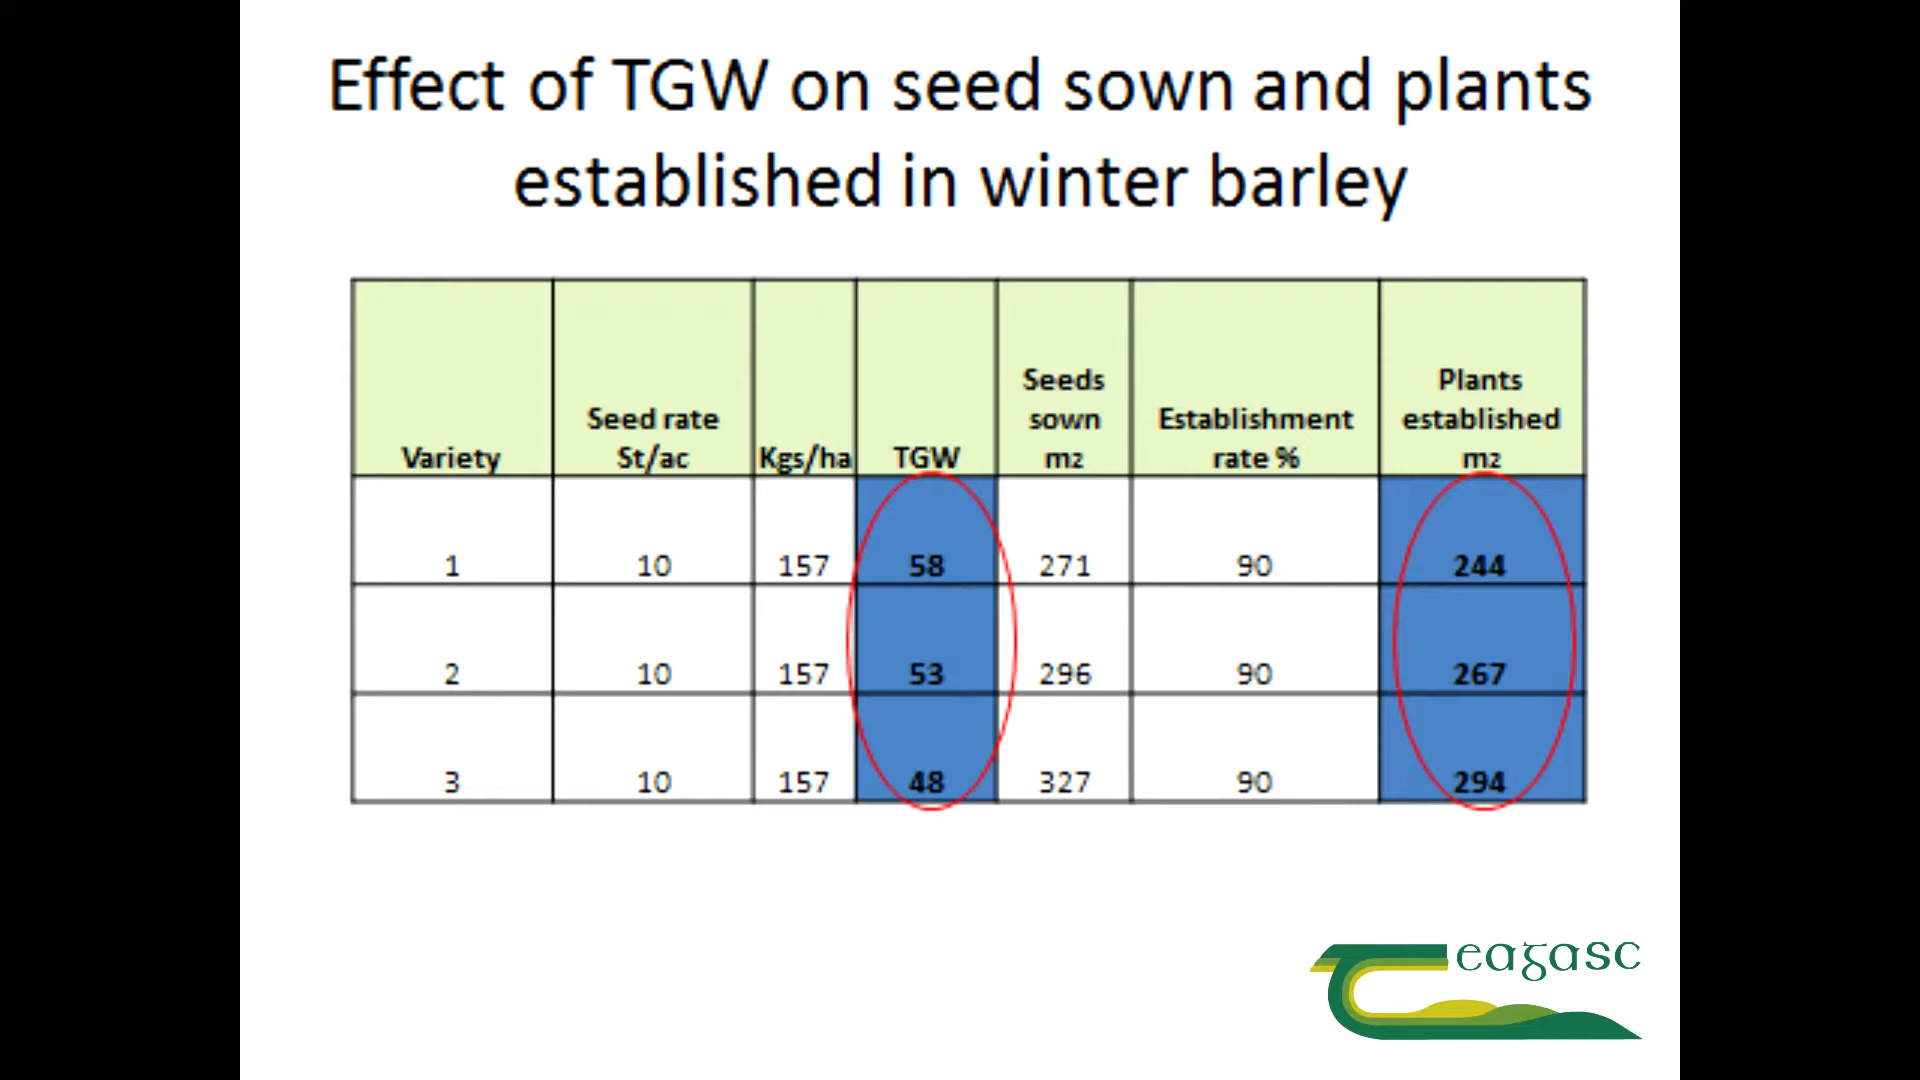 Effect of TGW on seed sown and plants
established in winter barley
Variety
Seed rate
St/ac
Kgs/ha
TGW
Seeds
sown
m2
Establishment
rate %
Plants
established
m2
1 10 157 58 271 90 244
2 10 157 53 296 90 267
3 10 157 48 327 90 294
Teagasc